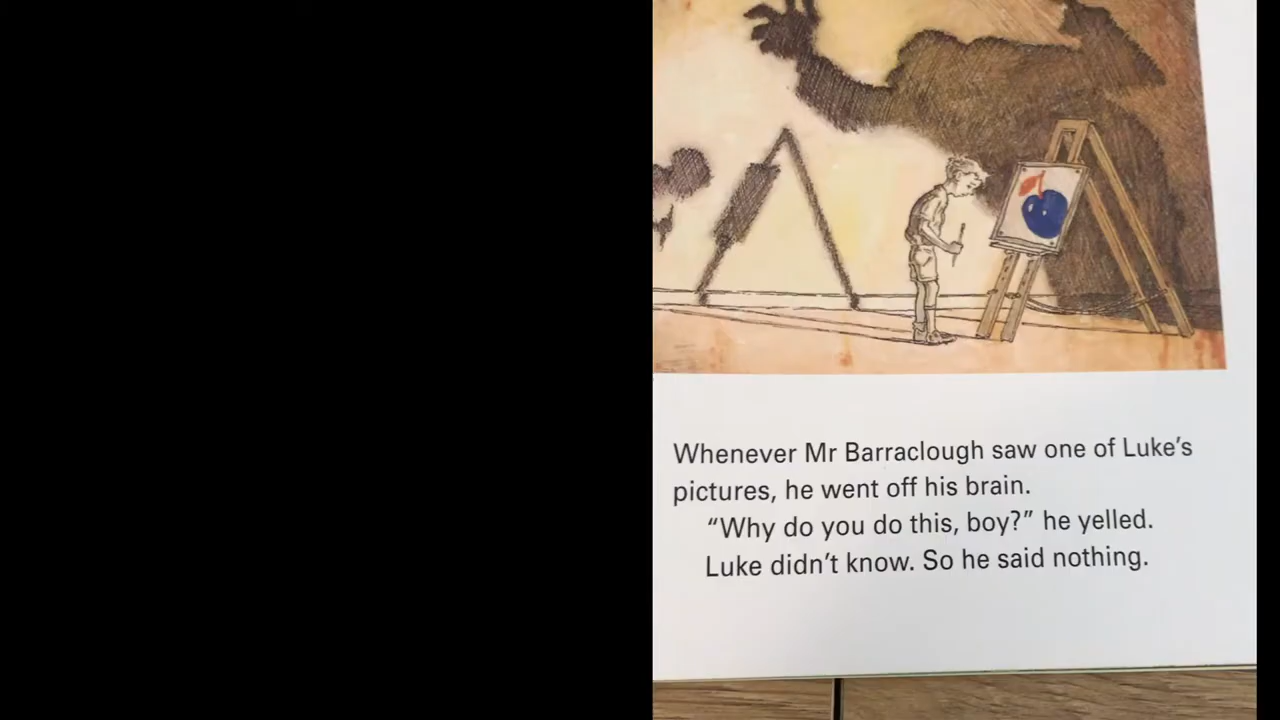 Whenever Mr Barraclough saw one of Luke’s
pictures, he went off his brain.
“Why do you do this, boy?” he yelled.
Luke didn’t know. So he said nothing.